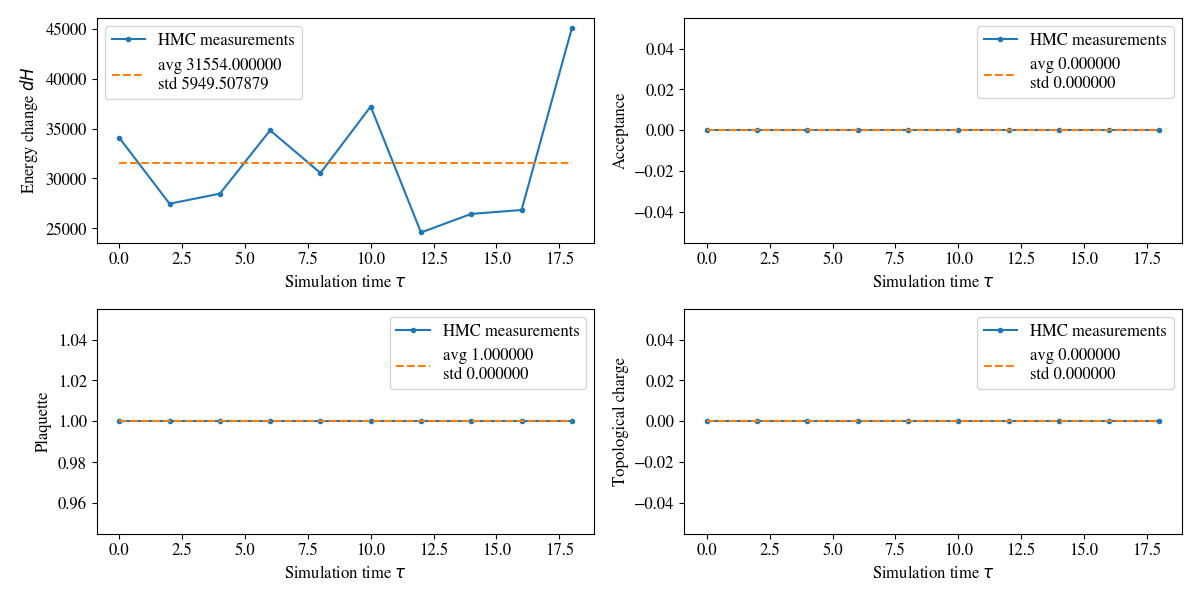 45000
40000
35000
30000
25000
Energy change dH
HMC measurements
avg 31554.000000
std 5949.507879
0.0 2.5 5.0 7.5 10.0 12.5 15.0 17.5
Simulation time τ
0.04
0.02
0.00
−0.02
−0.04
Acceptance
HMC measurements
avg 0.000000
std 0.000000
0.0 2.5 5.0 7.5 10.0 12.5 15.0 17.5
Simulation time τ
1.04
1.02
1.00
0.98
0.96
Plaquette
HMC measurements
avg 1.000000
std 0.000000
0.0 2.5 5.0 7.5 10.0 12.5 15.0 17.5
Simulation time τ
0.04
0.02
0.00
−0.02
−0.04
Topological charge
HMC measurements
avg 0.000000
std 0.000000
0.0 2.5 5.0 7.5 10.0 12.5 15.0 17.5
Simulation time τ